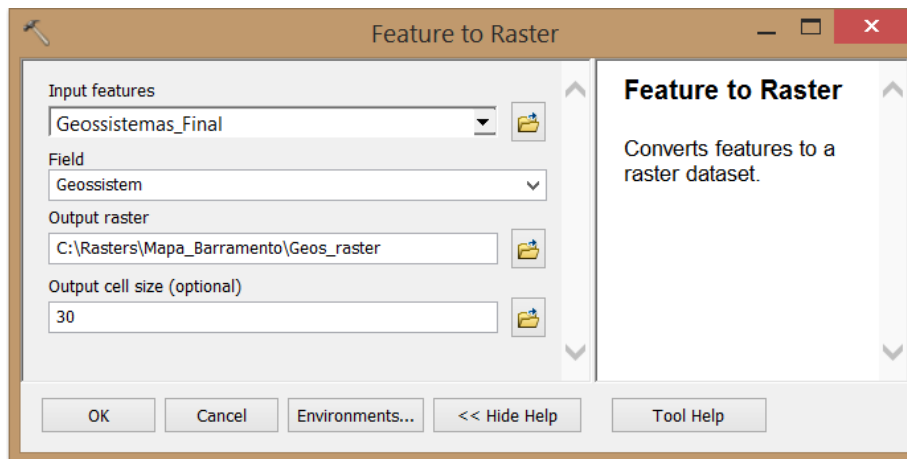 Feature to Raster
Input features
Geossistemas_Final
Field
Geossistem
Output raster
C:\Rasters\Mapa_Barramento\Geos_raster
Output cell size (optional)
30
Feature to Raster
Converts features to a
raster dataset.
OK
Cancel
Environments...
<< Hide Help
Tool Help